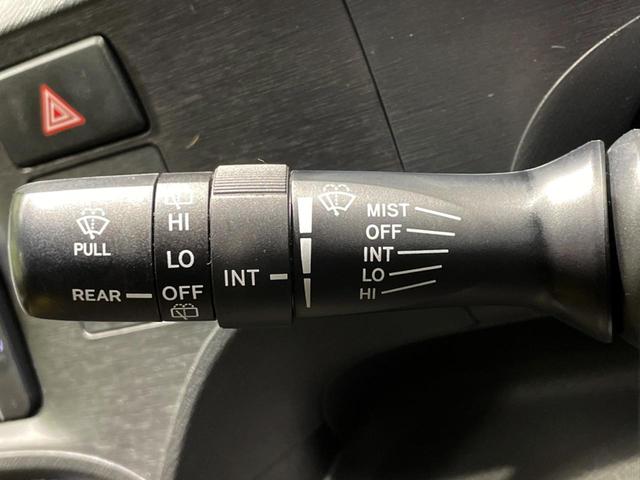 PULL
REAR
HI
LO
OFF
INT
MIST
OFF
INT
LO
HI